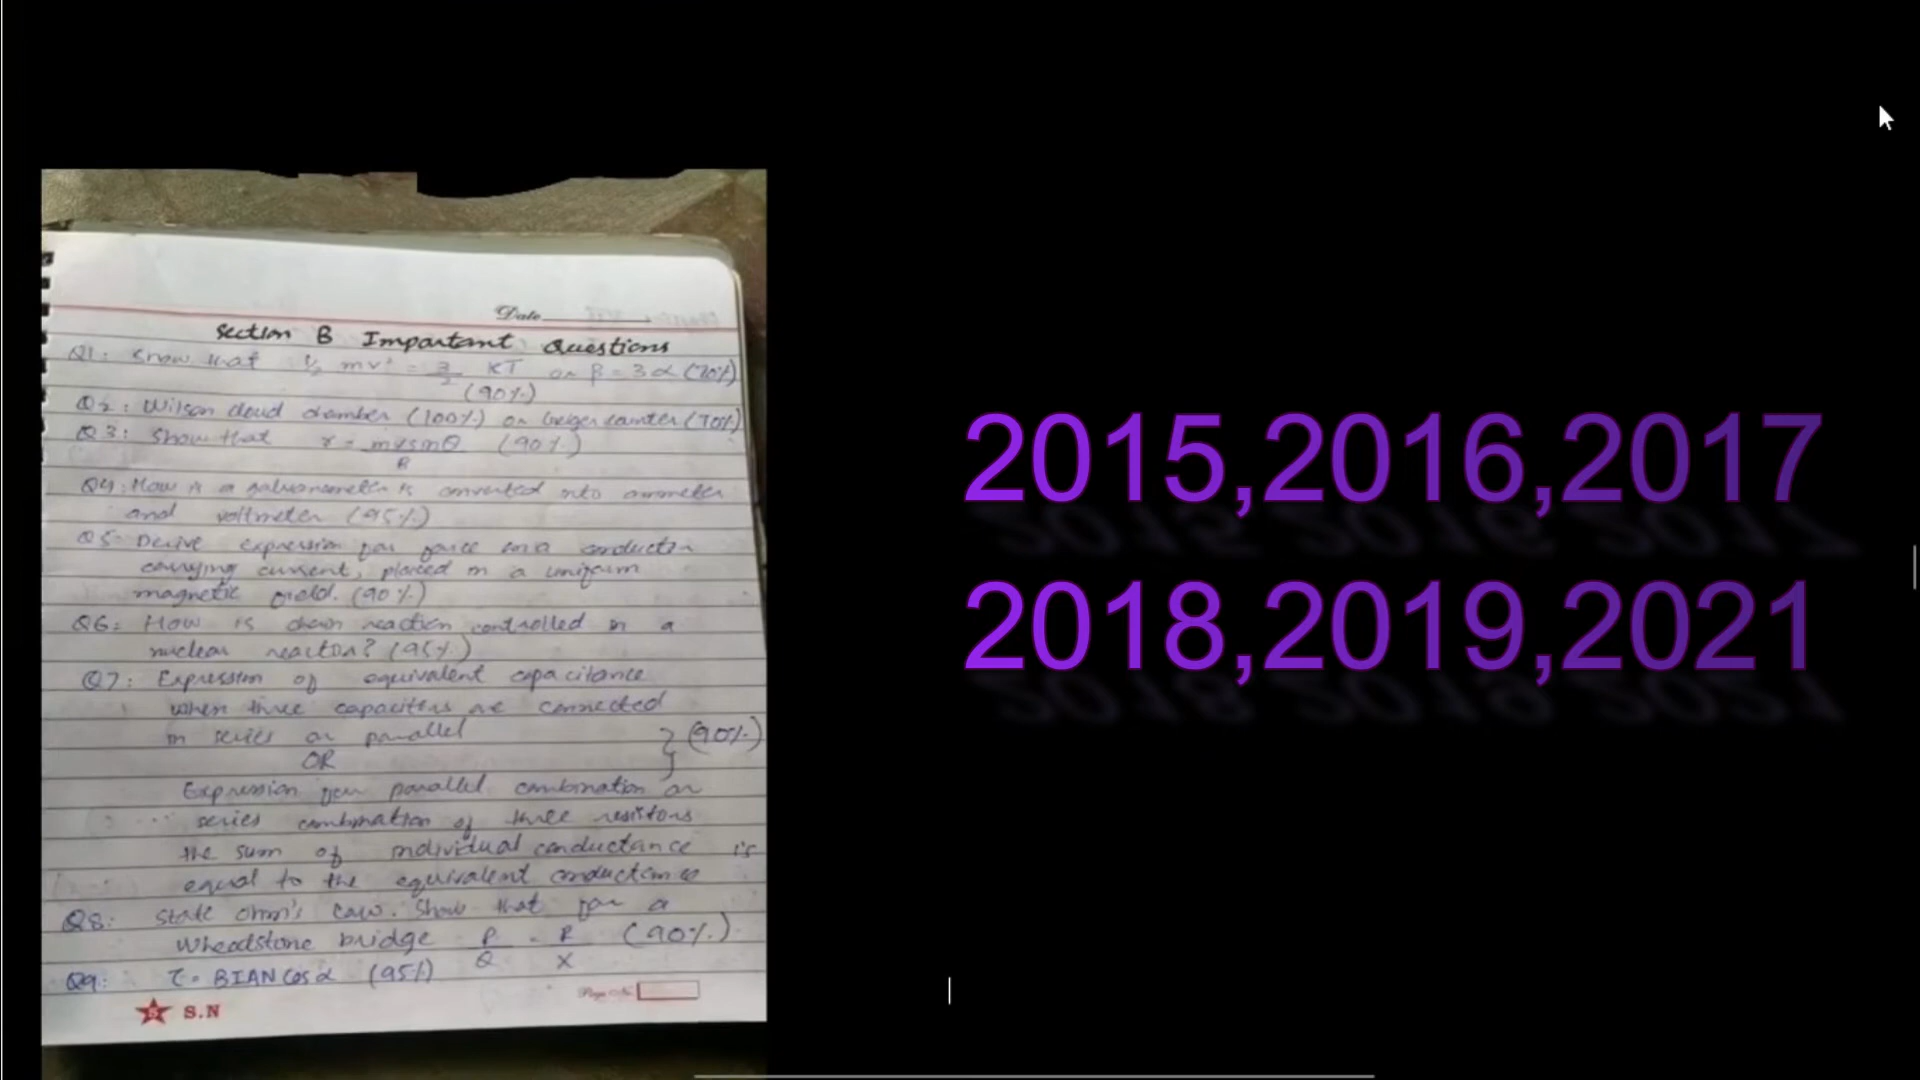 Date
Section B Important Questions
Q1: Show that 1/2 mv² = 3/2 KT or β = 3α (70%)
(90%)
Q2: Wilson cloud chamber (100%) or Geiger counter (70%)
Q3: Show that r = mvsinθ (90%)
Q4: How is a galvanometer is converted into ammeter
and voltmeter (95%)
Q5: Derive expression for force on a conductor
carrying current, placed in a uniform
magnetic field. (90%)
Q6: How is chain reaction controlled in a
nuclear reactor? (95%)
Q7: Expression of equivalent capacitance
when three capacitors are connected
in series or parallel
OR
(90%)
Expression for parallel combination or
series combination of three resistors
the sum of individual conductance is
equal to the equivalent conductance
Q8: State ohm's law. Show that for a
Wheadstone bridge P/Q = R/X (90%)
Q9: τ = BIAN Cos α (95%)
Page No
S.N
2015,2016,2017
2018,2019,2021